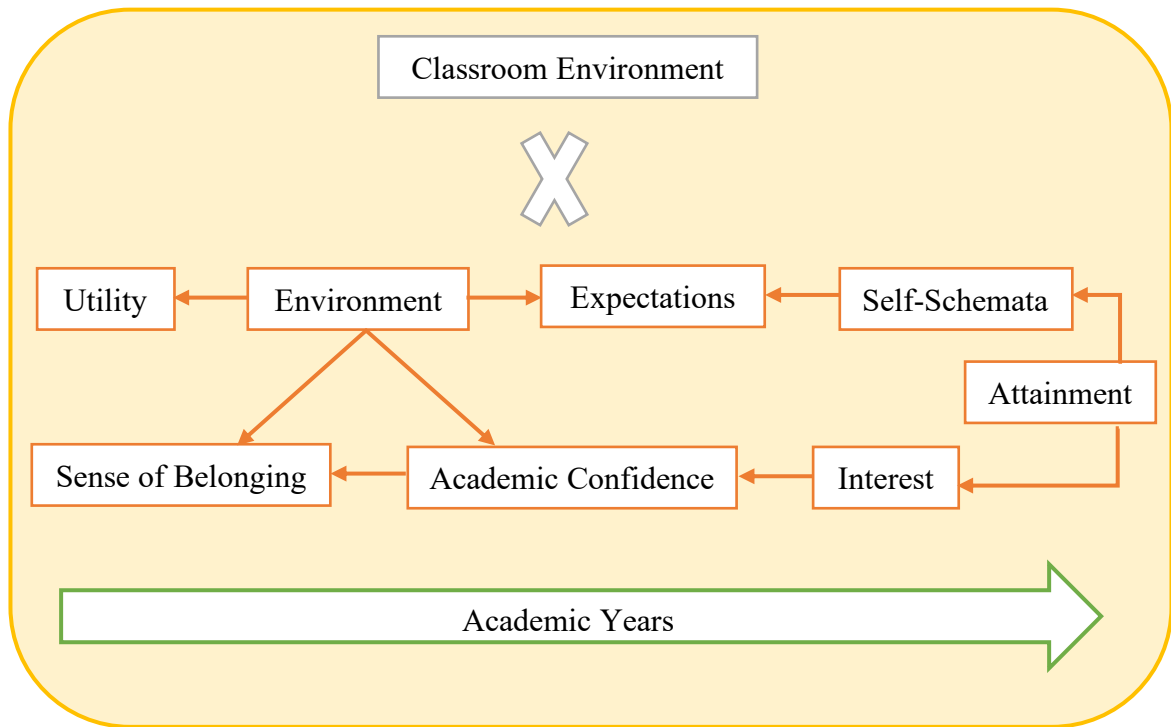 Classroom Environment
Utility
Environment
Expectations
Self-Schemata
Attainment
Sense of Belonging
Academic Confidence
Interest
Academic Years